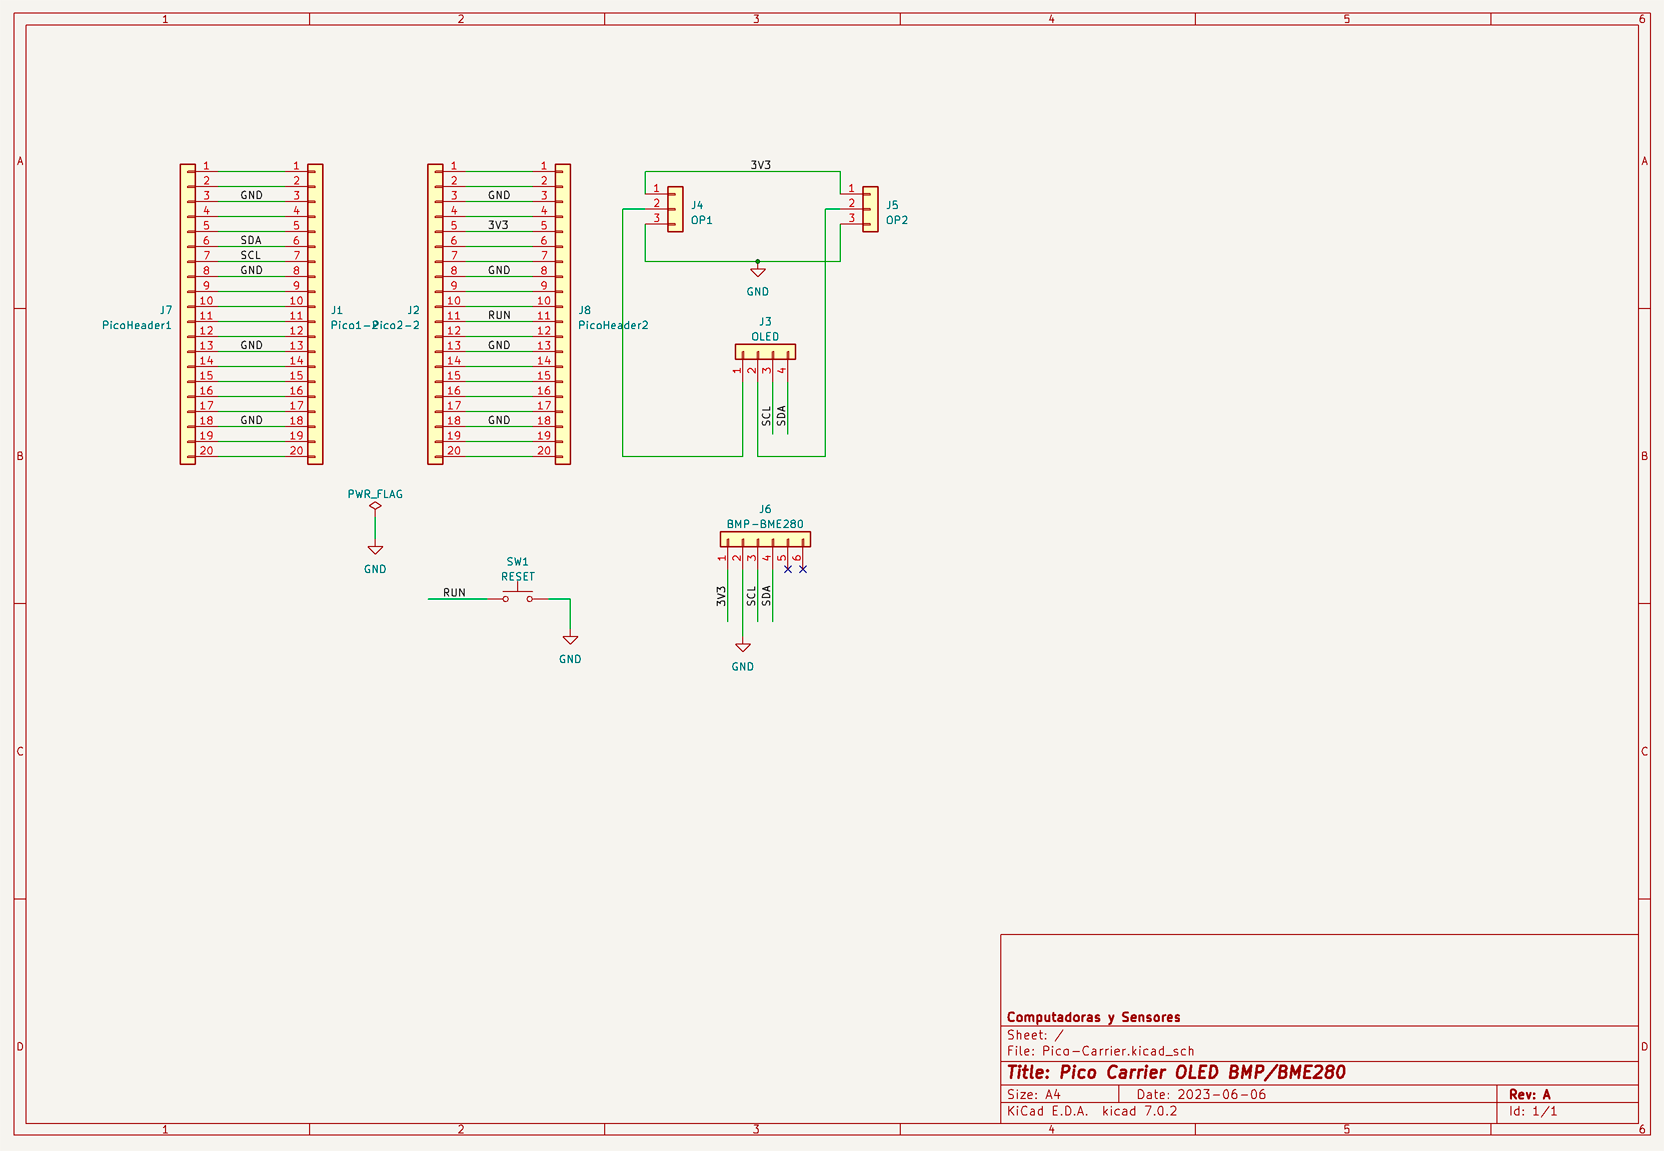 1 2 3 4 5 6
A A
3V3
1 1 1 1
2 2 2 2
3 GND 3 3 GND 3
4 4 4 4
5 5 5 3V3 5
6 SDA 6 6 6
7 SCL 7 7 7
8 GND 8 8 GND 8
9 9 9 9
10 10 10 10
11 11 11 RUN 11
12 12 12 12
13 GND 13 13 GND 13
14 14 14 14
15 15 15 15
16 16 16 16
17 17 17 17
18 GND 18 18 GND 18
19 19 19 19
20 20 20 20
J7
PicoHeader1
J1
Pico1-2
J2
Pico2-2
J8
PicoHeader2
1
2
3
J4
OP1
1
2
3
J5
OP2
GND
J3
OLED
1 2 3 4
SCL SDA
B B
PWR_FLAG
GND
SW1
RESET
RUN
GND
J6
BMP-BME280
1 2 3 4 5 6
3V3 SCL SDA
GND
C C
D D
Computadoras y Sensores
Sheet: /
File: Pico-Carrier.kicad_sch
Title: Pico Carrier OLED BMP/BME280
Size: A4 Date: 2023-06-06 Rev: A
KiCad E.D.A. kicad 7.0.2 Id: 1/1
1 2 3 4 5 6